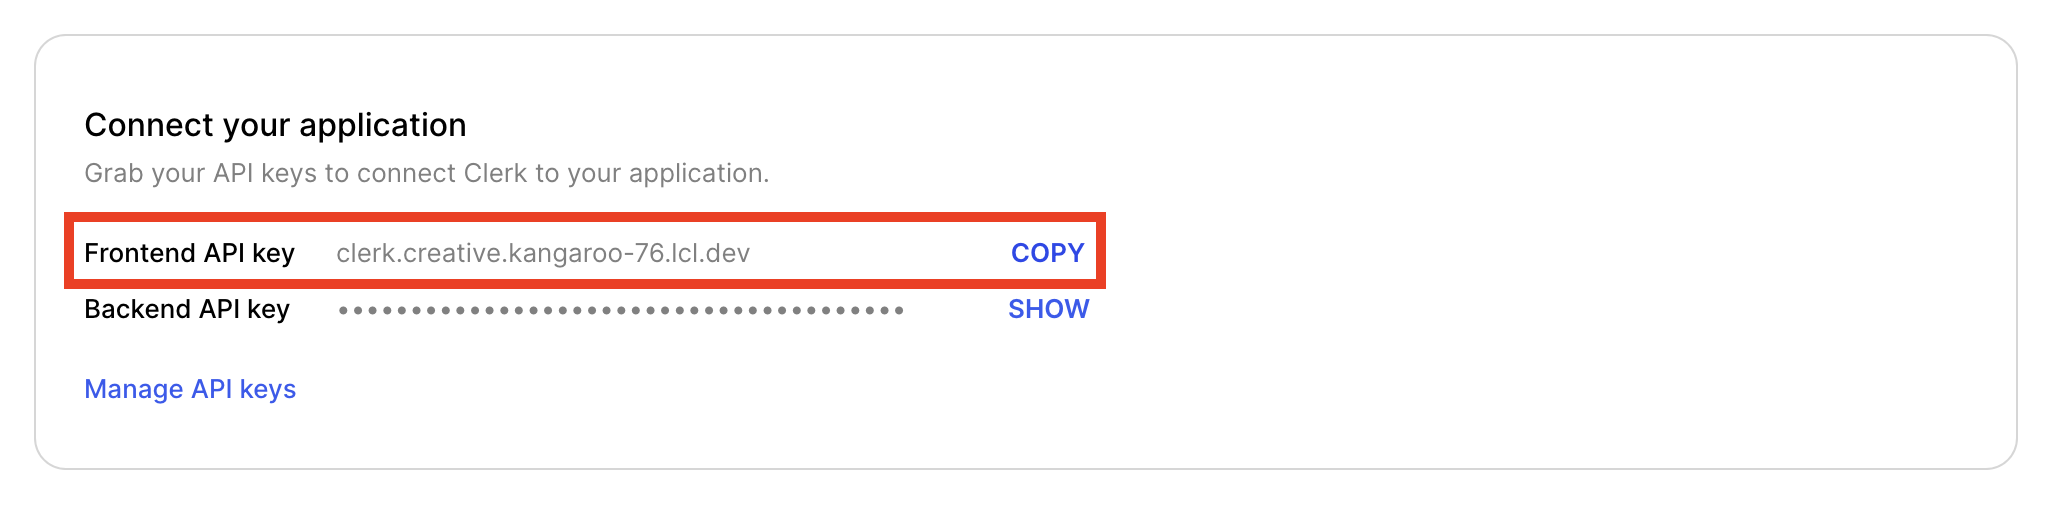 Connect your application
Grab your API keys to connect Clerk to your application.
Frontend API key clerk.creative.kangaroo-76.lcl.dev COPY
Backend API key ••••••••••••••••••••••••••••••••••••••• SHOW
Manage API keys